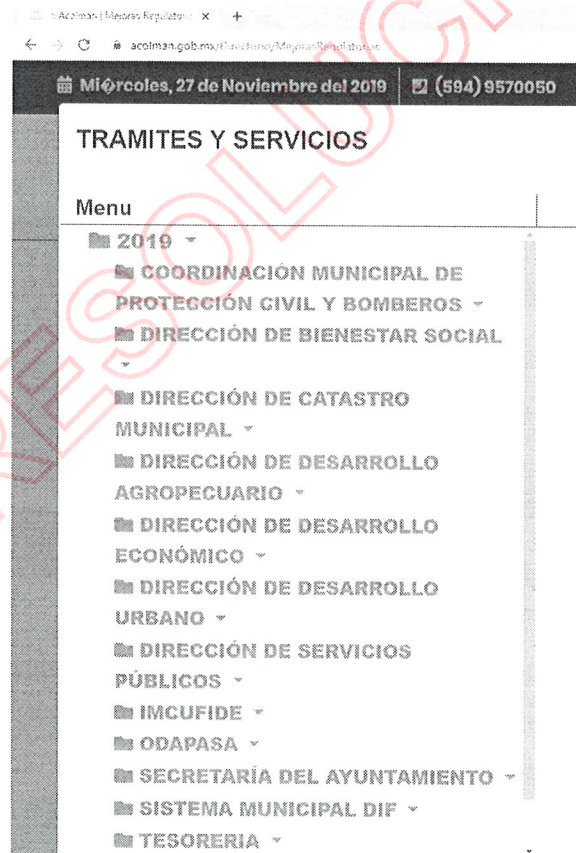 Acolman | Mejoras Regulator
acolman.gob.mx/Directorio/MejorasRegulatorias
Mi�rcoles, 27 de Noviembre del 2019 (594) 9570050
TRAMITES Y SERVICIOS
Menu
2019
COORDINACIÓN MUNICIPAL DE
PROTECCIÓN CIVIL Y BOMBEROS
DIRECCIÓN DE BIENESTAR SOCIAL
DIRECCIÓN DE CATASTRO
MUNICIPAL
DIRECCIÓN DE DESARROLLO
AGROPECUARIO
DIRECCIÓN DE DESARROLLO
ECONÓMICO
DIRECCIÓN DE DESARROLLO
URBANO
DIRECCIÓN DE SERVICIOS
PÚBLICOS
IMCUFIDE
ODAPASA
SECRETARÍA DEL AYUNTAMIENTO
SISTEMA MUNICIPAL DIF
TESORERIA
RESOLUCI